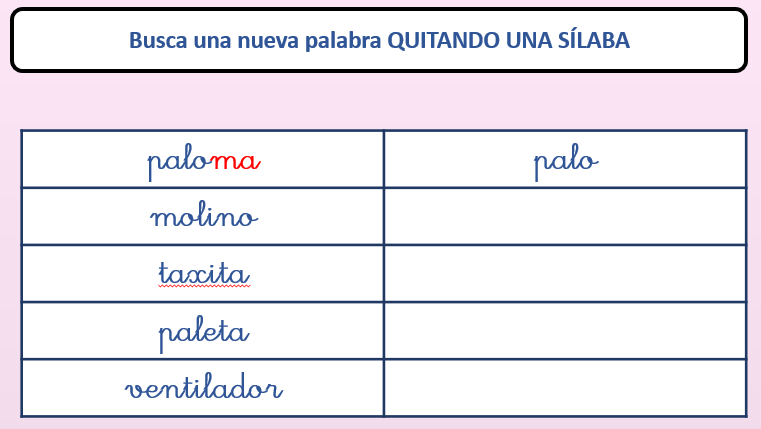 Busca una nueva palabra QUITANDO UNA SÍLABA
paloma palo
molino
taxita
paleta
ventilador